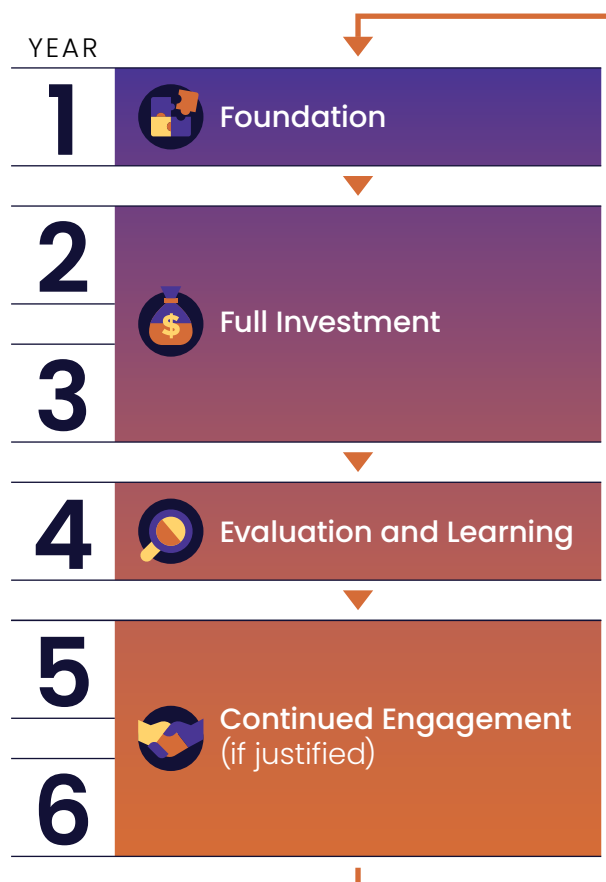 YEAR
1
Foundation
2
$
Full Investment
3
4
Evaluation and Learning
5
Continued Engagement
(if justified)
6